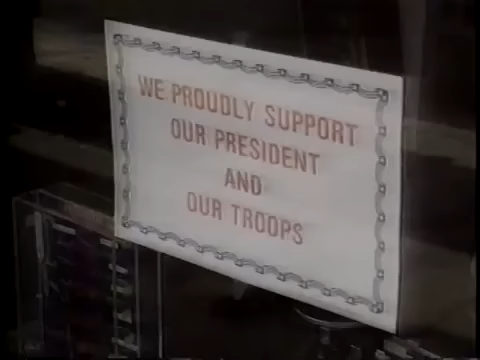 WE PROUDLY SUPPORT
OUR PRESIDENT
AND
OUR TROOPS